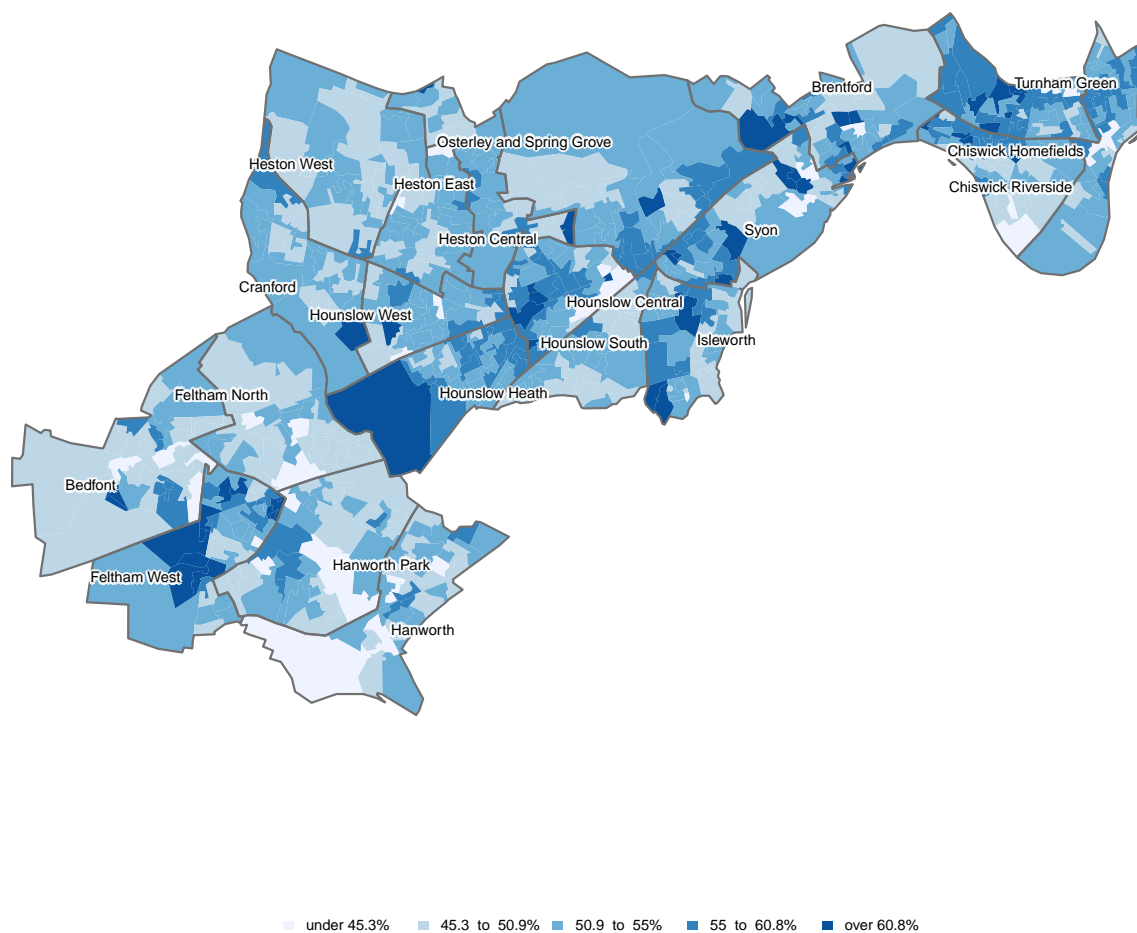 Turnham Green
Brentford
Osterley and Spring Grove
Chiswick Homefields
Heston West
Heston East
Chiswick Riverside
Syon
Heston Central
Cranford
Hounslow Central
Hounslow West
Isleworth
Hounslow South
Feltham North
Hounslow Heath
Bedfont
Hanworth Park
Feltham West
Hanworth
under 45.3%
45.3 to 50.9%
50.9 to 55%
55 to 60.8%
over 60.8%